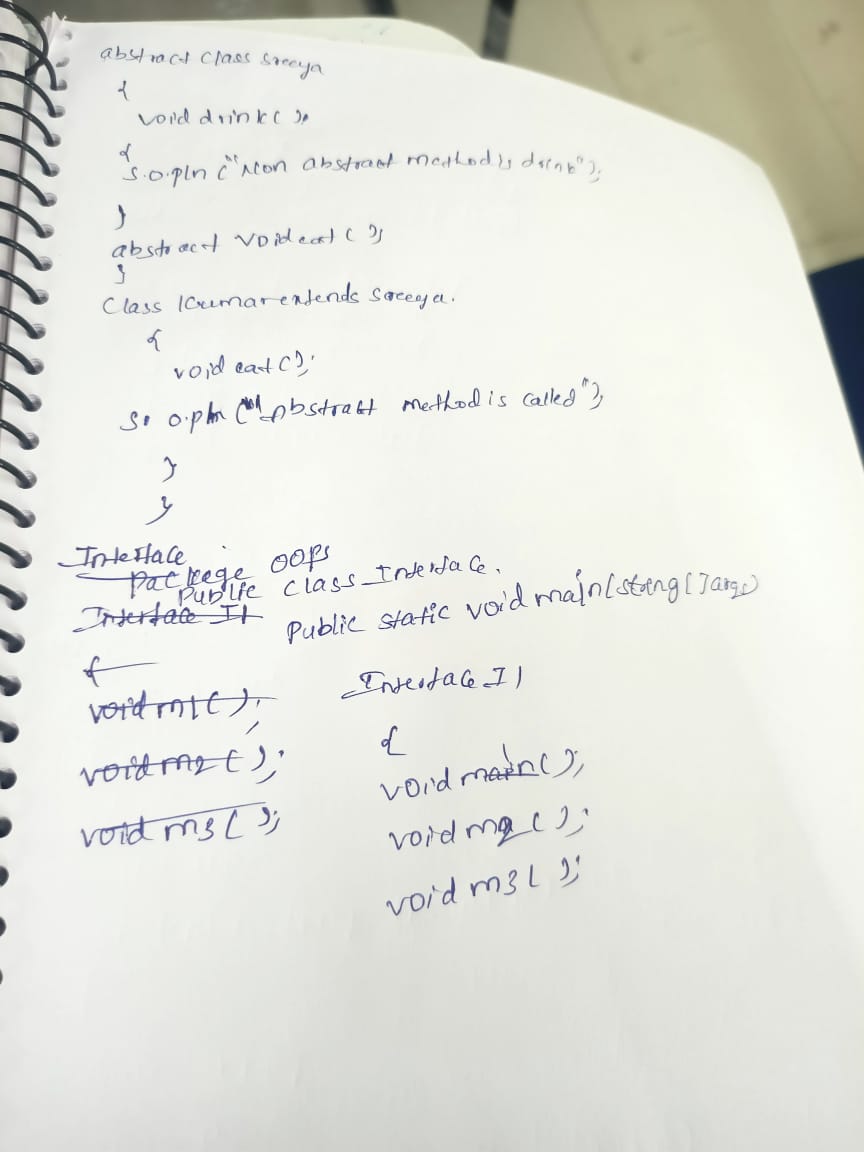 abstract class Sreeya
{
void drink( );
{
S.o.pln ("Non abstract method is drink");
}
abstract void eat ( );
}
Class Kumar extends Sreeya.
{
void eat();
S. o.pln ("Abstract method is called");
}
}
Interface
package OOPS
Public Class Interface.
Interface I1
Public static void main(string[]args)
{
void m1( );
void m2 ( );
void m3 ( );
Interface I1
{
void main();
void m2 ( );
void m3( );